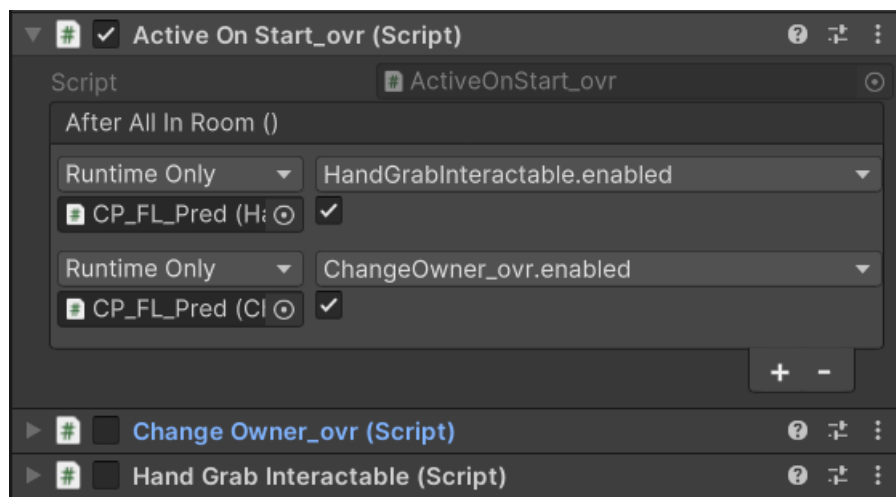 Active On Start_ovr (Script)
Script ActiveOnStart_ovr
After All In Room ()
Runtime Only HandGrabInteractable.enabled
CP_FL_Pred (Ha
Runtime Only ChangeOwner_ovr.enabled
CP_FL_Pred (Cl
+ -
Change Owner_ovr (Script)
Hand Grab Interactable (Script)